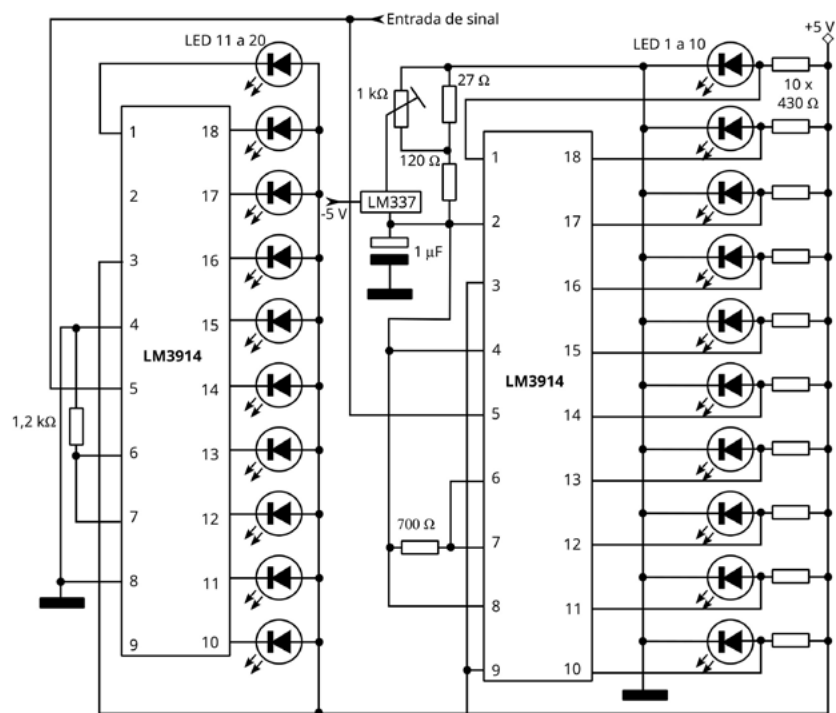 Entrada de sinal
+5 V
LED 11 a 20
LED 1 a 10
1 kΩ
27 Ω
10 x
430 Ω
120 Ω
LM337
-5 V
1 μF
1
2
3
4
5
6
7
8
9
18
17
16
15
14
13
12
11
10
LM3914
1,2 kΩ
1
2
3
4
5
6
7
8
9
18
17
16
15
14
13
12
11
10
LM3914
700 Ω